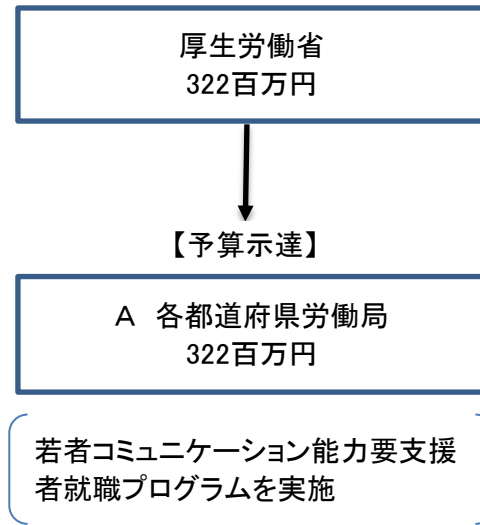 厚生労働省
322百万円
【予算示達】
A 各都道府県労働局
322百万円
若者コミュニケーション能力要支援
者就職プログラムを実施